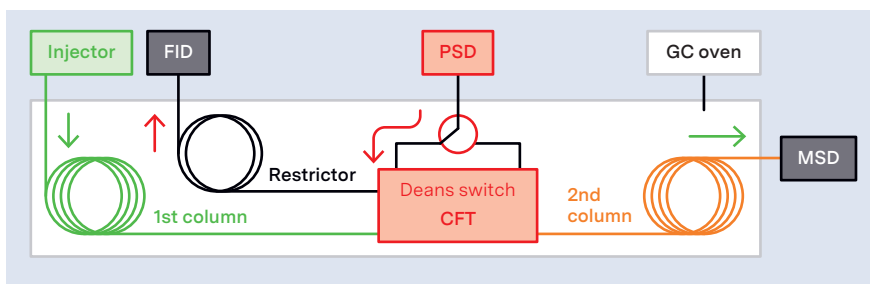 Injector
FID
PSD
GC oven
MSD
Restrictor
Deans switch
CFT
2nd
column
1st column